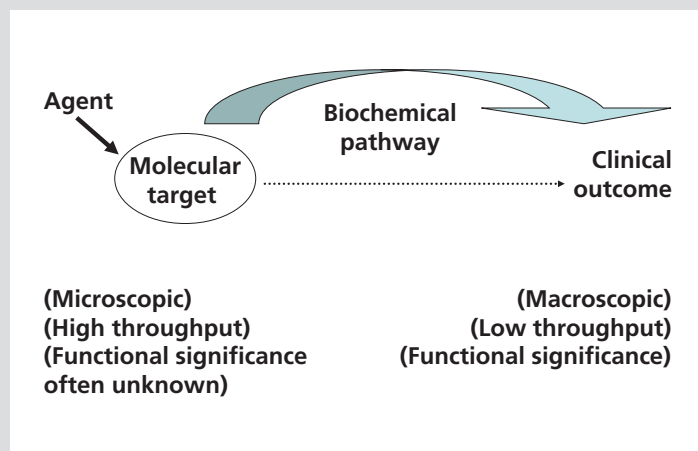 Agent
Molecular
target
Biochemical
pathway
Clinical
outcome
(Microscopic)
(High throughput)
(Functional significance
often unknown)
(Macroscopic)
(Low throughput)
(Functional significance)